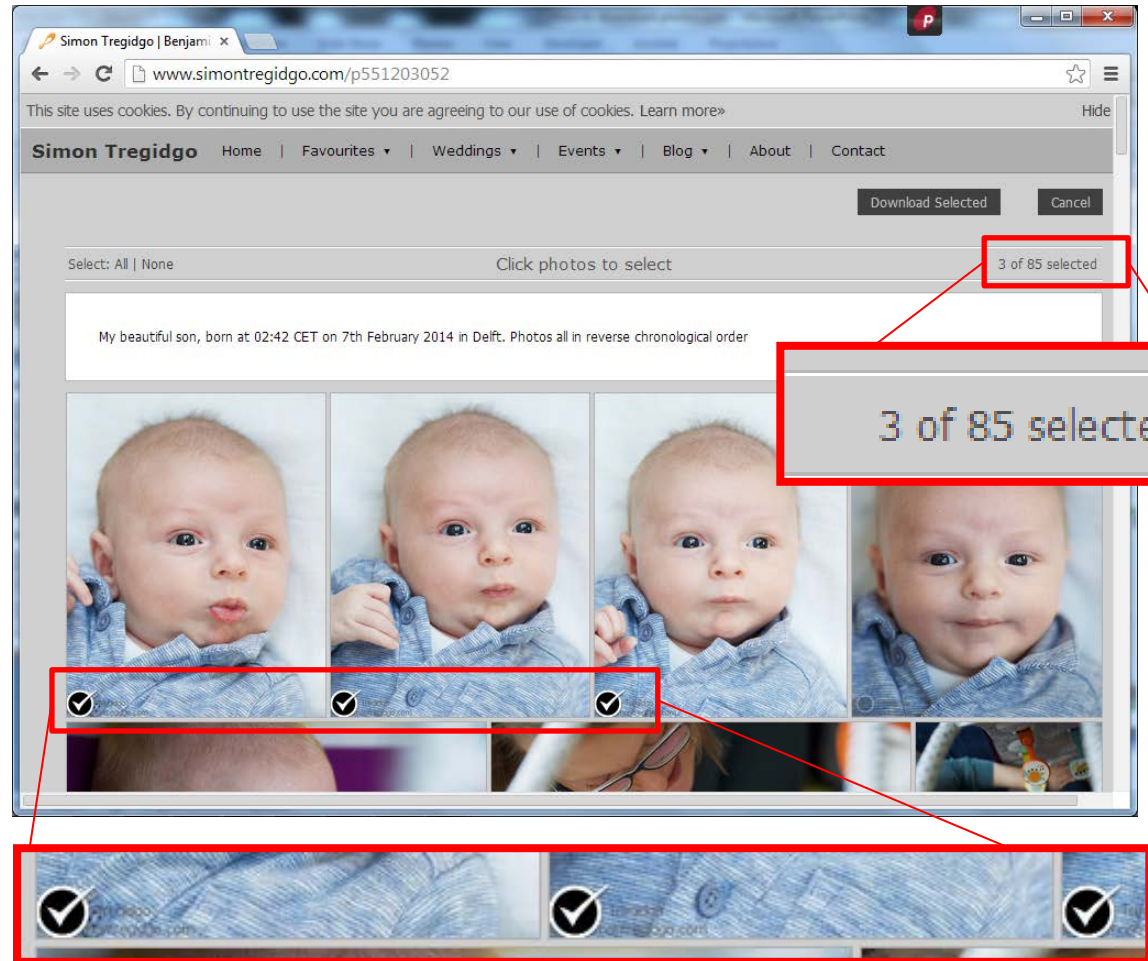 Simon Tregidgo | Benjami
www.simontregidgo.com/p551203052
This site uses cookies. By continuing to use the site you are agreeing to our use of cookies. Learn more» Hide
Simon Tregidgo Home | Favourites ▾ | Weddings ▾ | Events ▾ | Blog ▾ | About | Contact
Download Selected Cancel
Select: All | None Click photos to select 3 of 85 selected
My beautiful son, born at 02:42 CET on 7th February 2014 in Delft. Photos all in reverse chronological order
3 of 85 selecte